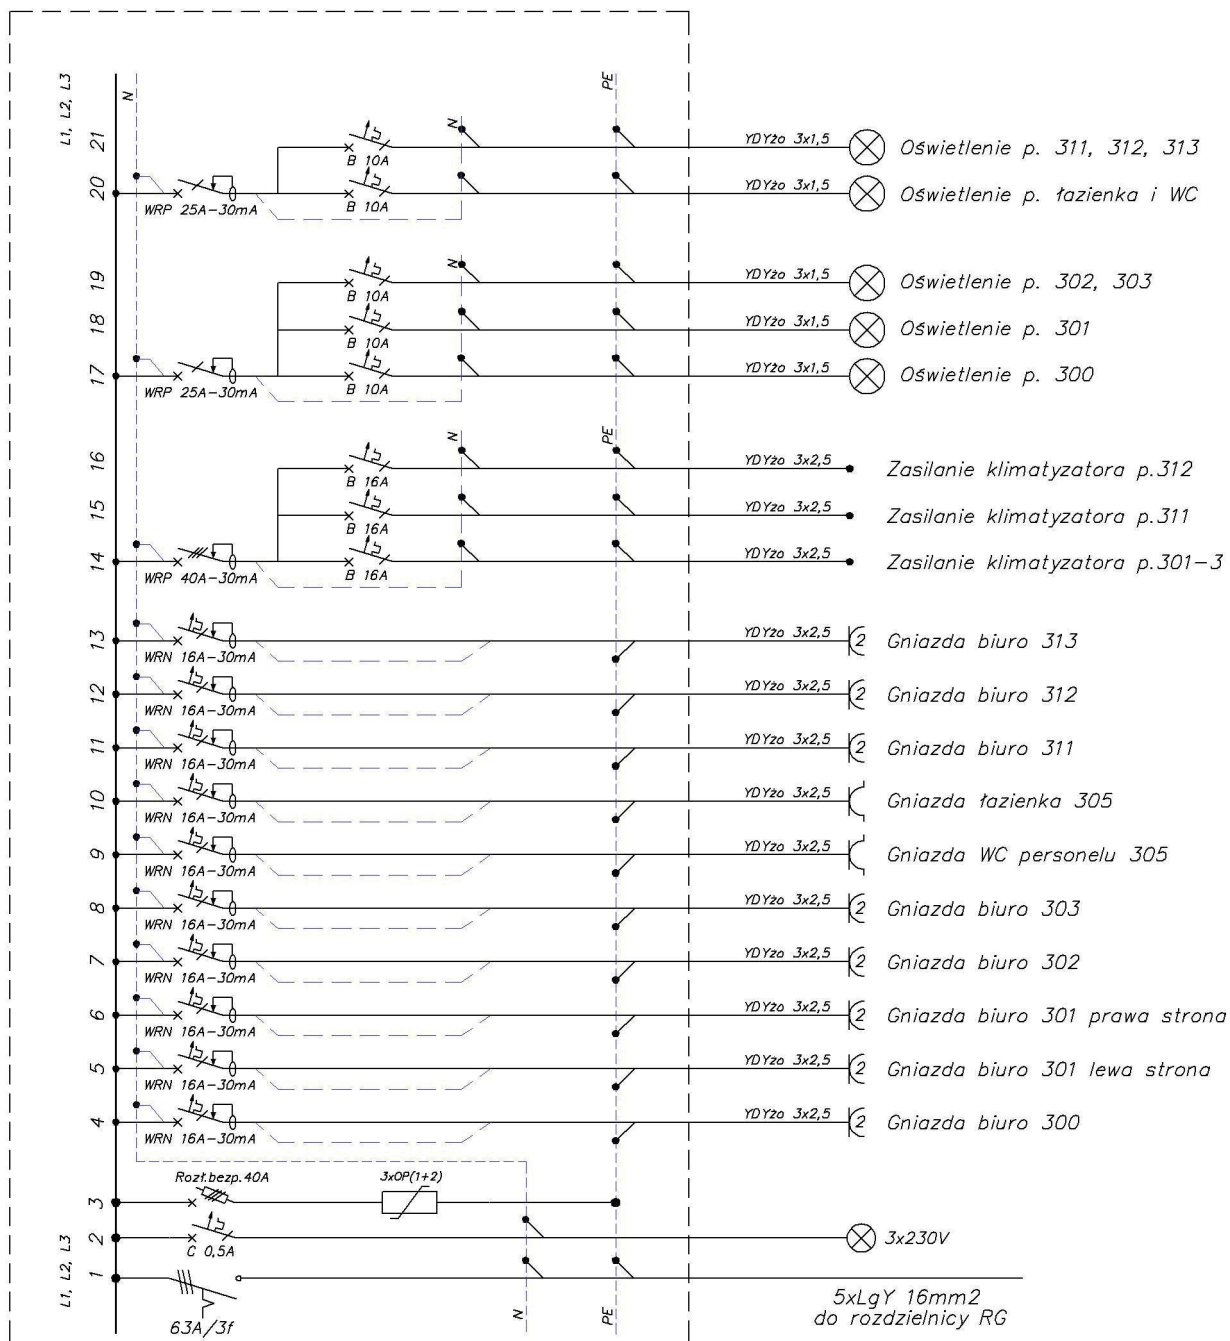 L1, L2, L3
N
PE
21
B 10A
N
YDYżo 3x1,5
Oświetlenie p. 311, 312, 313
20
WRP 25A-30mA
B 10A
YDYżo 3x1,5
Oświetlenie p. łazienka i WC
19
B 10A
N
YDYżo 3x1,5
Oświetlenie p. 302, 303
18
B 10A
YDYżo 3x1,5
Oświetlenie p. 301
17
WRP 25A-30mA
B 10A
YDYżo 3x1,5
Oświetlenie p. 300
N
PE
16
B 16A
YDYżo 3x2,5
Zasilanie klimatyzatora p.312
15
B 16A
YDYżo 3x2,5
Zasilanie klimatyzatora p.311
14
WRP 40A-30mA
B 16A
YDYżo 3x2,5
Zasilanie klimatyzatora p.301-3
13
WRN 16A-30mA
YDYżo 3x2,5
2
Gniazda biuro 313
12
WRN 16A-30mA
YDYżo 3x2,5
2
Gniazda biuro 312
11
WRN 16A-30mA
YDYżo 3x2,5
2
Gniazda biuro 311
10
WRN 16A-30mA
YDYżo 3x2,5
Gniazda łazienka 305
9
WRN 16A-30mA
YDYżo 3x2,5
Gniazda WC personelu 305
8
WRN 16A-30mA
YDYżo 3x2,5
2
Gniazda biuro 303
7
WRN 16A-30mA
YDYżo 3x2,5
2
Gniazda biuro 302
6
WRN 16A-30mA
YDYżo 3x2,5
2
Gniazda biuro 301 prawa strona
5
WRN 16A-30mA
YDYżo 3x2,5
2
Gniazda biuro 301 lewa strona
4
WRN 16A-30mA
YDYżo 3x2,5
2
Gniazda biuro 300
3
Rozł.bezp.40A
3xOP(1+2)
2
C 0,5A
3x230V
L1, L2, L3
1
63A/3f
N
PE
5xLgY 16mm2
do rozdzielnicy RG